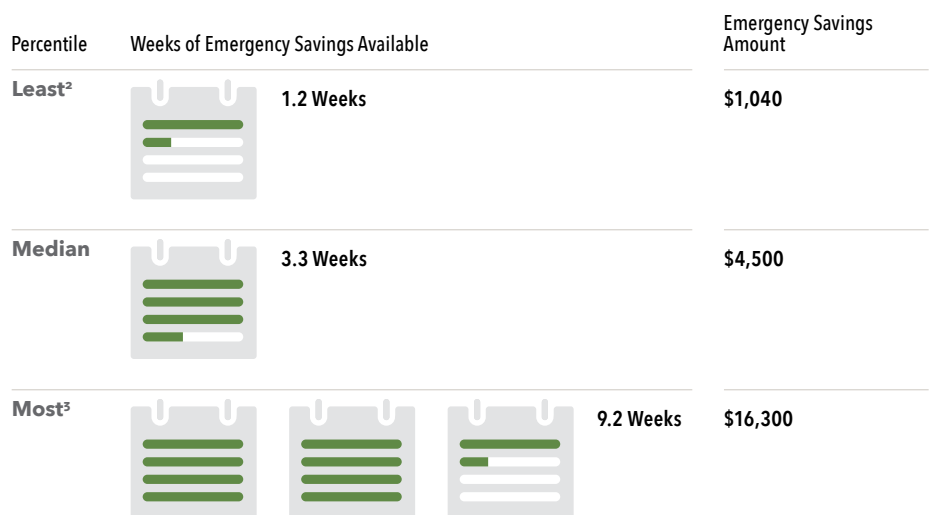 Percentile Weeks of Emergency Savings Available Emergency Savings Amount
Least² 1.2 Weeks $1,040
Median 3.3 Weeks $4,500
Most³ 9.2 Weeks $16,300